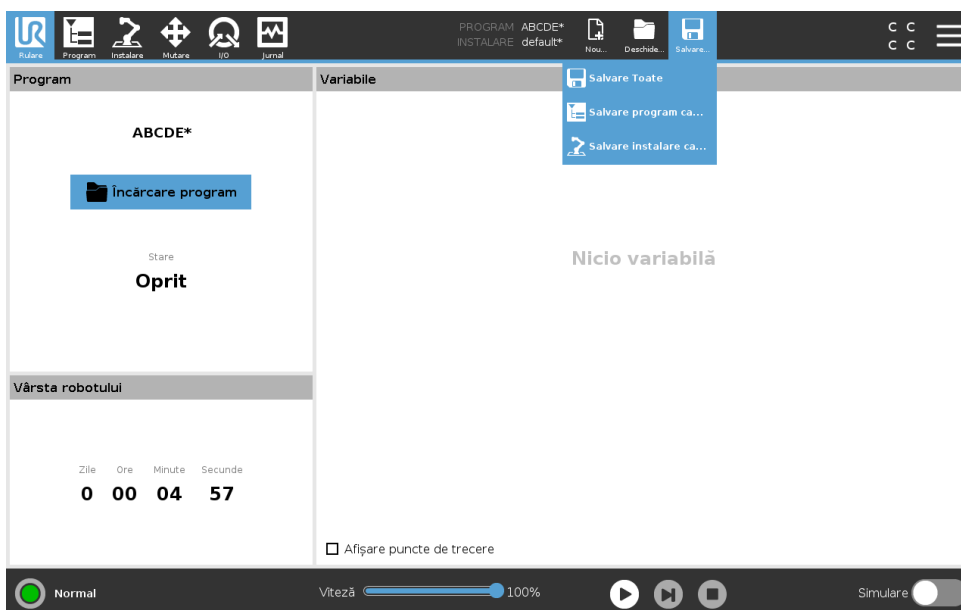 PROGRAM ABCDE*
INSTALARE default*
Rulare Program Instalare Mutare I/O Jurnal Nou... Deschide... Salvare...
C C
C C
Program
Variabile
Salvare Toate
Salvare program ca...
Salvare instalare ca...
ABCDE*
Încărcare program
Stare
Oprit
Nicio variabilă
Vârsta robotului
Zile Ore Minute Secunde
0 00 04 57
Afișare puncte de trecere
Normal Viteză 100% Simulare